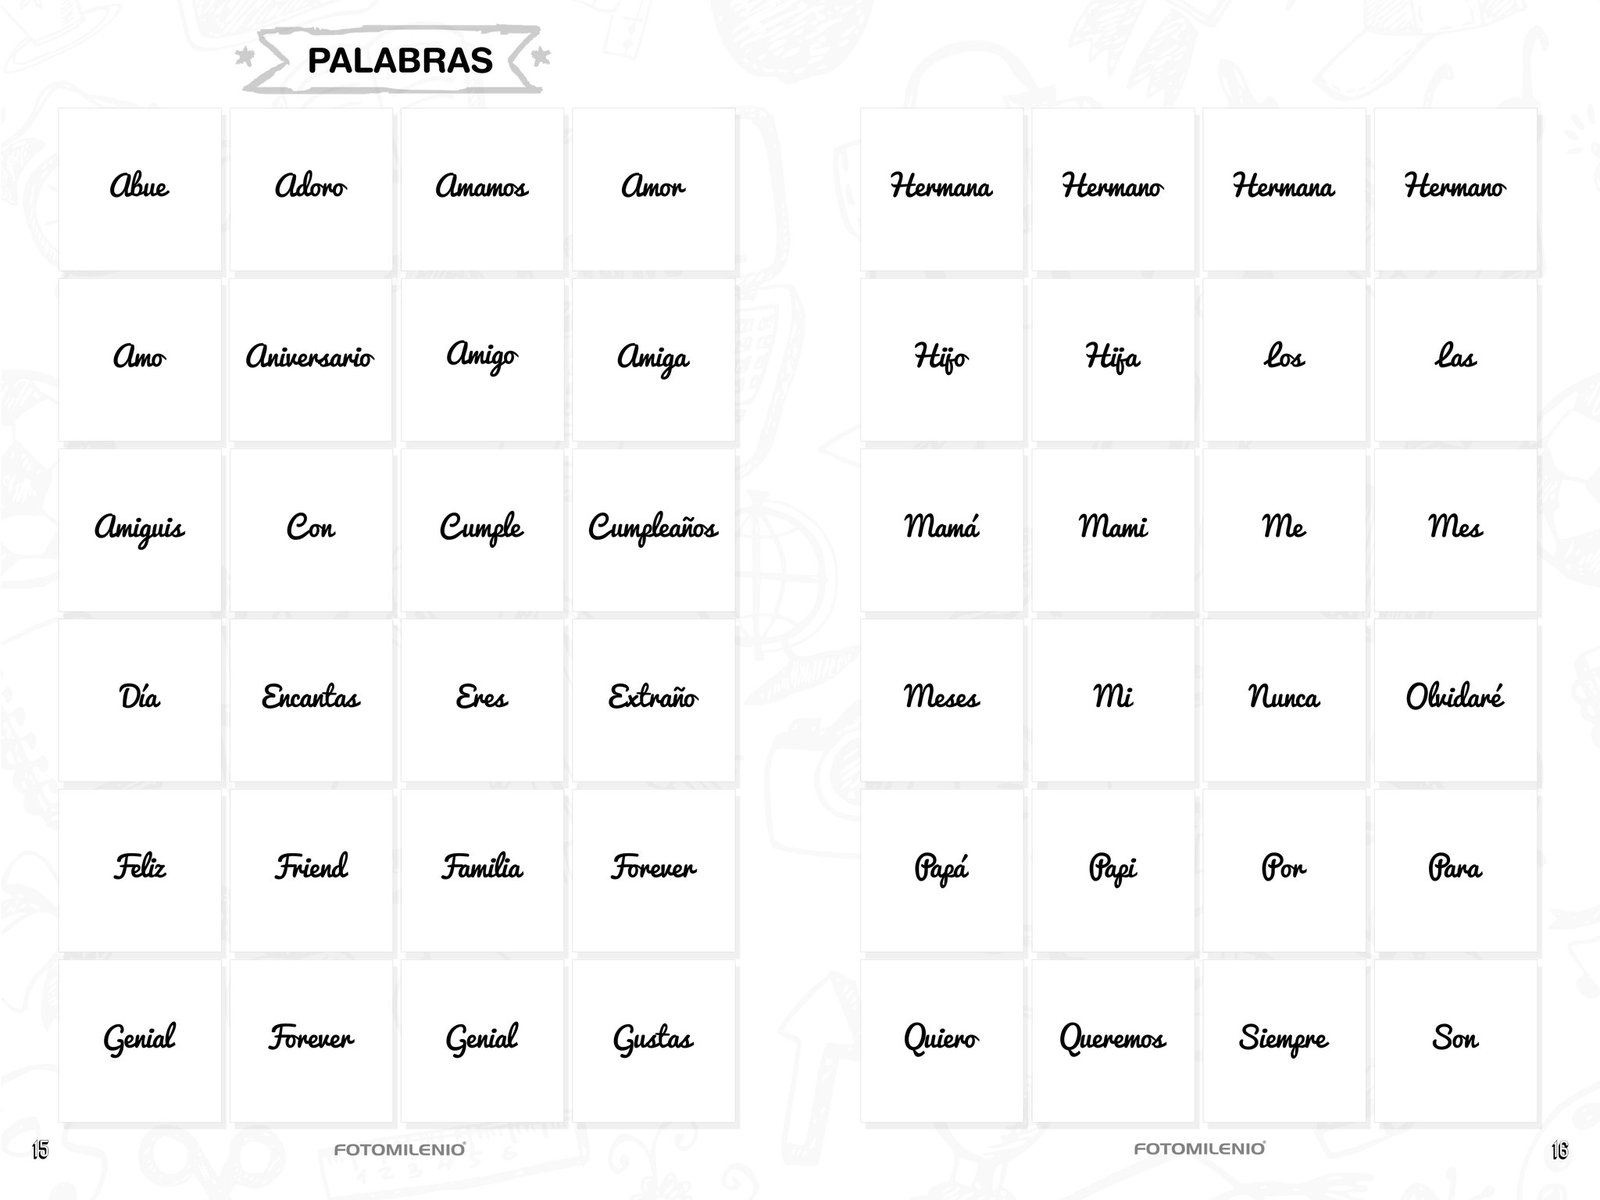 PALABRAS
Abue Adoro Amamos Amor
Amo Aniversario Amigo Amiga
Amiguis Con Cumple Cumpleaños
Día Encantas Eres Extraño
Feliz Friend Familia Forever
Genial Forever Genial Gustas
15
FOTOMILENIO®
Hermana Hermano Hermana Hermano
Hijo Hija Los Las
Mamá Mami Me Mes
Meses Mi Nunca Olvidaré
Papá Papi Por Para
Quiero Queremos Siempre Son
FOTOMILENIO®
16